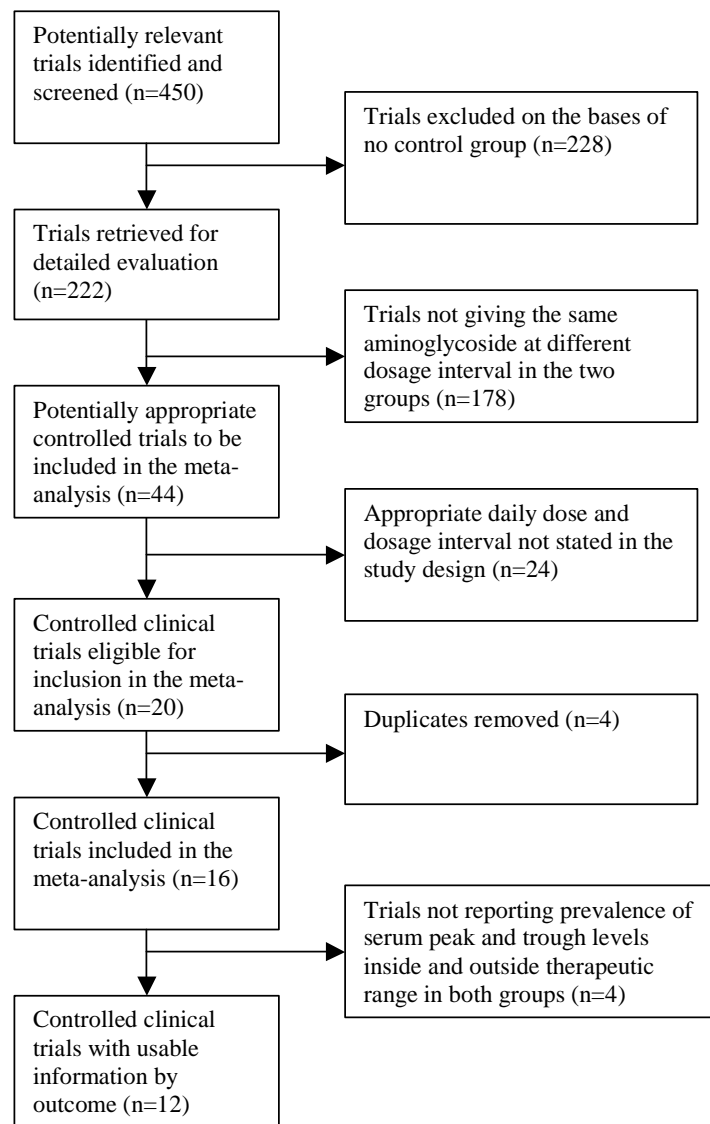 Potentially relevant
trials identified and
screened (n=450)
Trials excluded on the bases of
no control group (n=228)
Trials retrieved for
detailed evaluation
(n=222)
Trials not giving the same
aminoglycoside at different
dosage interval in the two
groups (n=178)
Potentially appropriate
controlled trials to be
included in the meta-
analysis (n=44)
Appropriate daily dose and
dosage interval not stated in the
study design (n=24)
Controlled clinical
trials eligible for
inclusion in the meta-
analysis (n=20)
Duplicates removed (n=4)
Controlled clinical
trials included in the
meta-analysis (n=16)
Trials not reporting prevalence of
serum peak and trough levels
inside and outside therapeutic
range in both groups (n=4)
Controlled clinical
trials with usable
information by
outcome (n=12)